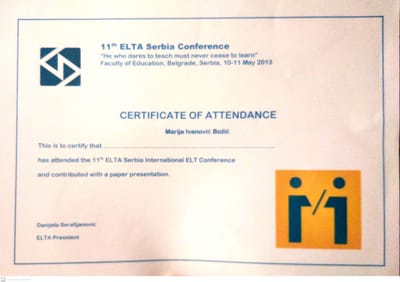 11th ELTA Serbia Conference
"He who dares to teach must never cease to learn"
Faculty of Education, Belgrade, Serbia, 10-11 May 2013
CERTIFICATE OF ATTENDANCE
Marija Ivanović Božić
This is to certify that
has attended the 11th ELTA Serbia International ELT Conference
and contributed with a paper presentation.
Danijela Serafijanović
ELTA President